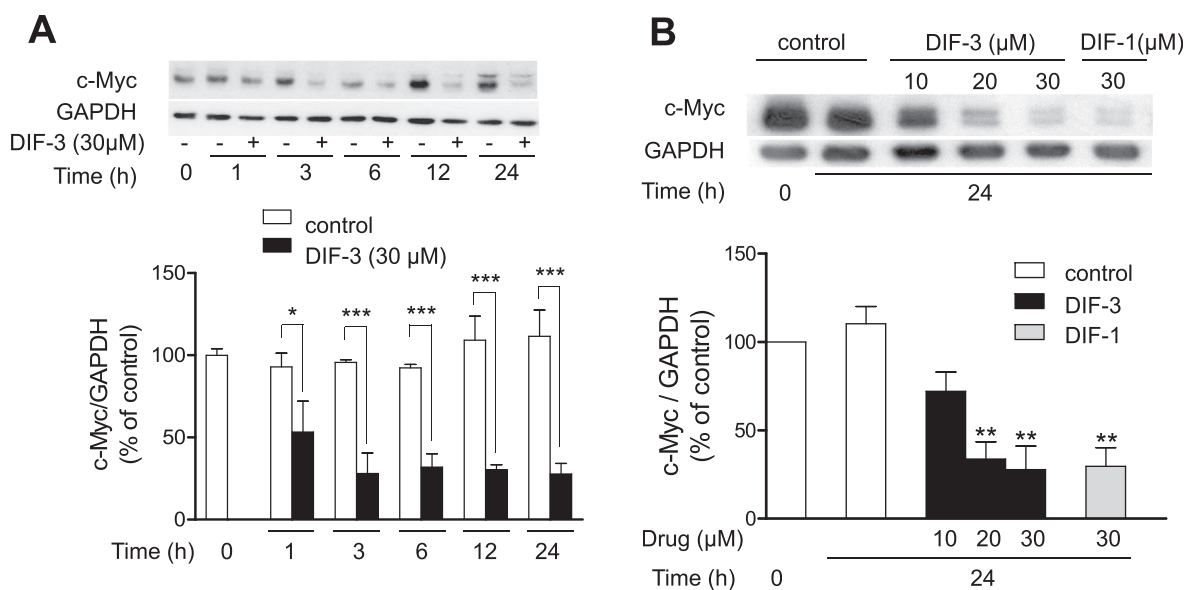 A
c-Myc
GAPDH
DIF-3 (30μM) - - + - + - + - + - +
Time (h) 0 1 3 6 12 24
control
DIF-3 (30 μM)
c-Myc/GAPDH
(% of control)
150
100
50
0
* *** *** *** ***
Time (h) 0 1 3 6 12 24
B
control DIF-3 (μM) DIF-1(μM)
10 20 30 30
c-Myc
GAPDH
Time (h) 0 24
control
DIF-3
DIF-1
c-Myc / GAPDH
(% of control)
150
100
50
0
** ** **
Drug (μM) 10 20 30 30
Time (h) 0 24